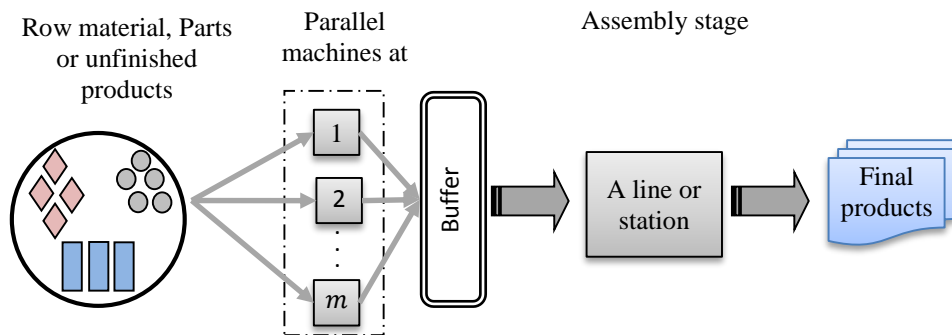 Row material, Parts
or unfinished
products
Parallel
machines at
Assembly stage
1
2
m
Buffer
A line or
station
Final
products